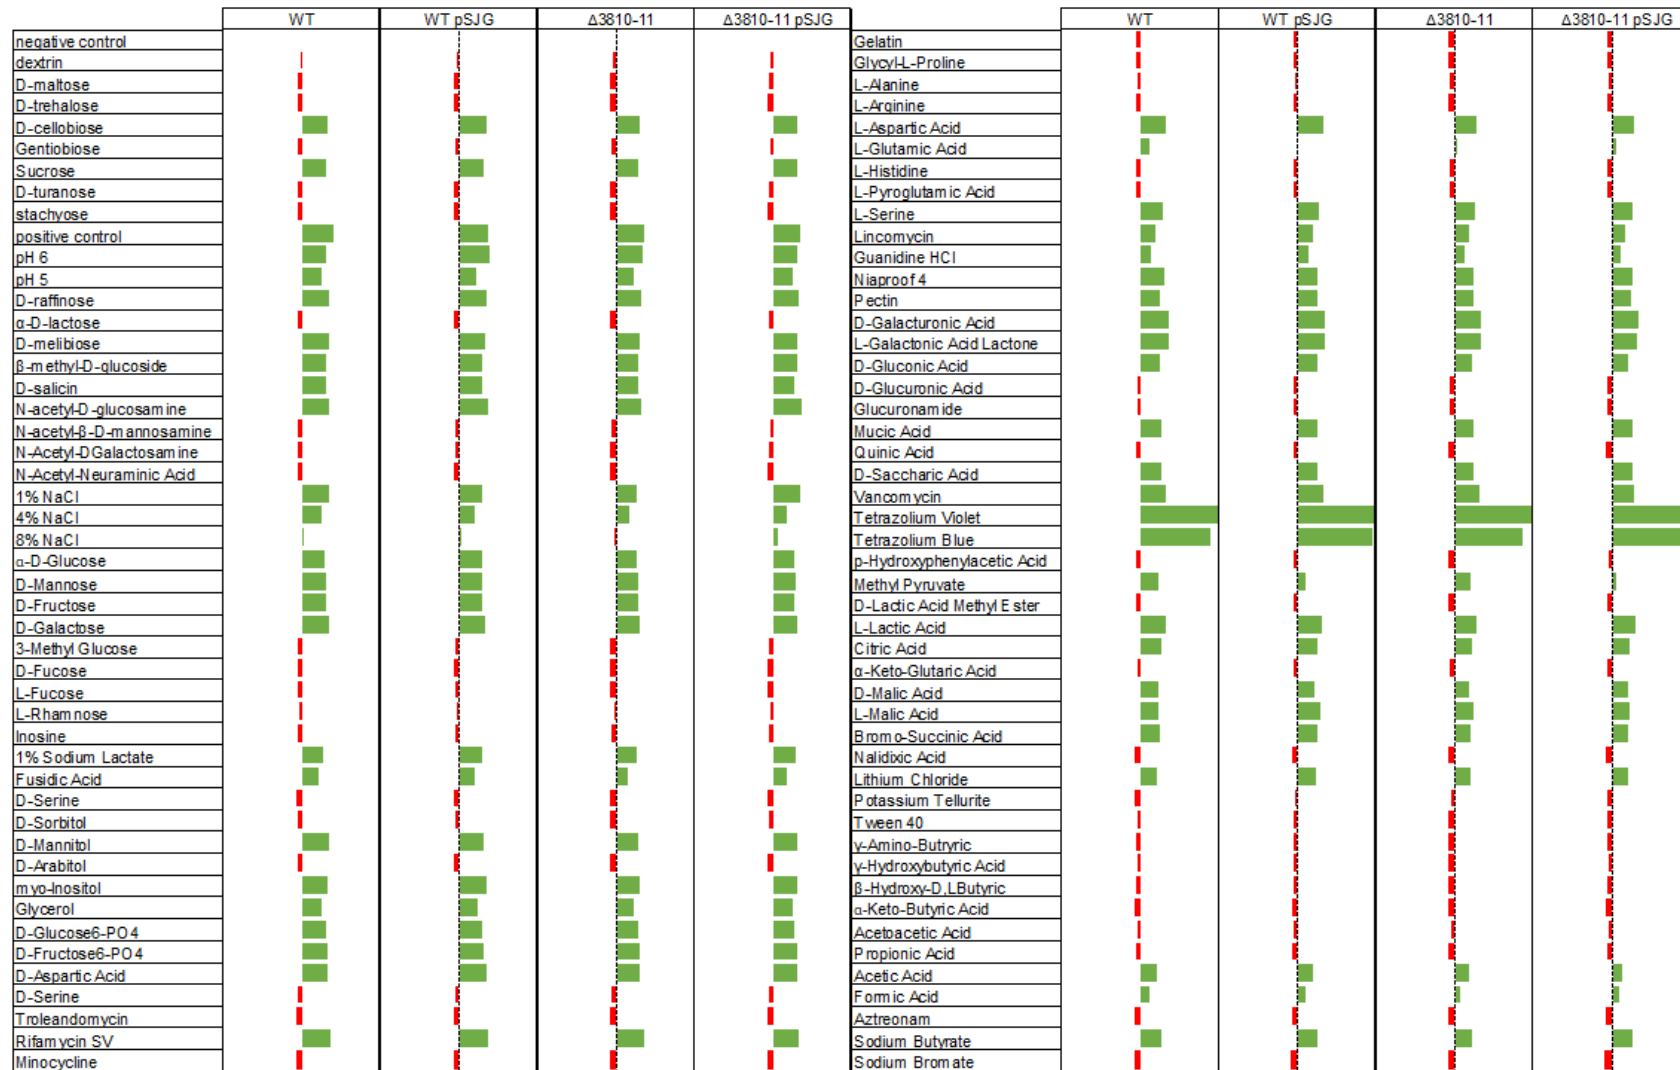 WT WT pSJG Δ3810-11 Δ3810-11 pSJG WT WT pSJG Δ3810-11 Δ3810-11 pSJG
negative control
dextrin
D-maltose
D-trehalose
D-cellobiose
Gentiobiose
Sucrose
D-turanose
stachyose
positive control
pH 6
pH 5
D-raffinose
α-D-lactose
D-melibiose
β-methyl-D-glucoside
D-salicin
N-acetyl-D-glucosamine
N-acetyl-β-D-mannosamine
N-Acetyl-DGalactosamine
N-Acetyl-Neuraminic Acid
1% NaCl
4% NaCl
8% NaCl
α-D-Glucose
D-Mannose
D-Fructose
D-Galactose
3-Methyl Glucose
D-Fucose
L-Fucose
L-Rhamnose
Inosine
1% Sodium Lactate
Fusidic Acid
D-Serine
D-Sorbitol
D-Mannitol
D-Arabitol
myo-Inositol
Glycerol
D-Glucose6-PO4
D-Fructose6-PO4
D-Aspartic Acid
D-Serine
Troleandomycin
Rifamycin SV
Minocycline
Gelatin
Glycyl-L-Proline
L-Alanine
L-Arginine
L-Aspartic Acid
L-Glutamic Acid
L-Histidine
L-Pyroglutamic Acid
L-Serine
Lincomycin
Guanidine HCl
Niaproof 4
Pectin
D-Galacturonic Acid
L-Galactonic Acid Lactone
D-Gluconic Acid
D-Glucuronic Acid
Glucuronamide
Mucic Acid
Quinic Acid
D-Saccharic Acid
Vancomycin
Tetrazolium Violet
Tetrazolium Blue
p-Hydroxyphenylacetic Acid
Methyl Pyruvate
D-Lactic Acid Methyl Ester
L-Lactic Acid
Citric Acid
α-Keto-Glutaric Acid
D-Malic Acid
L-Malic Acid
Bromo-Succinic Acid
Nalidixic Acid
Lithium Chloride
Potassium Tellurite
Tween 40
γ-Amino-Butryric
γ-Hydroxybutyric Acid
β-Hydroxy-D,LButyric
α-Keto-Butyric Acid
Acetoacetic Acid
Propionic Acid
Acetic Acid
Formic Acid
Aztreonam
Sodium Butyrate
Sodium Bromate